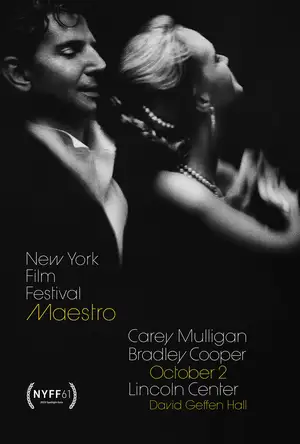 New York
Film
Festival
Maestro
Carey Mulligan
Bradley Cooper
October 2
Lincoln Center
David Geffen Hall
NYFF61